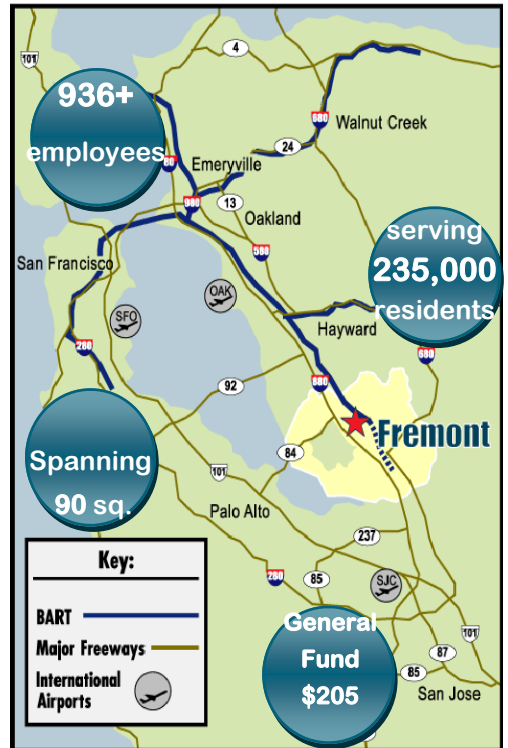 4
101
936+
employees
80
680
Walnut Creek
24
Emeryville
980
13
Oakland
580
serving
235,000
residents
San Francisco
OAK
SFO
Hayward
280
680
92
880
Fremont
84
Spanning
90 sq.
101
Palo Alto
237
280
85
SJC
Key:
BART
Major Freeways
International
Airports
General
Fund
$205
101
87
85
San Jose